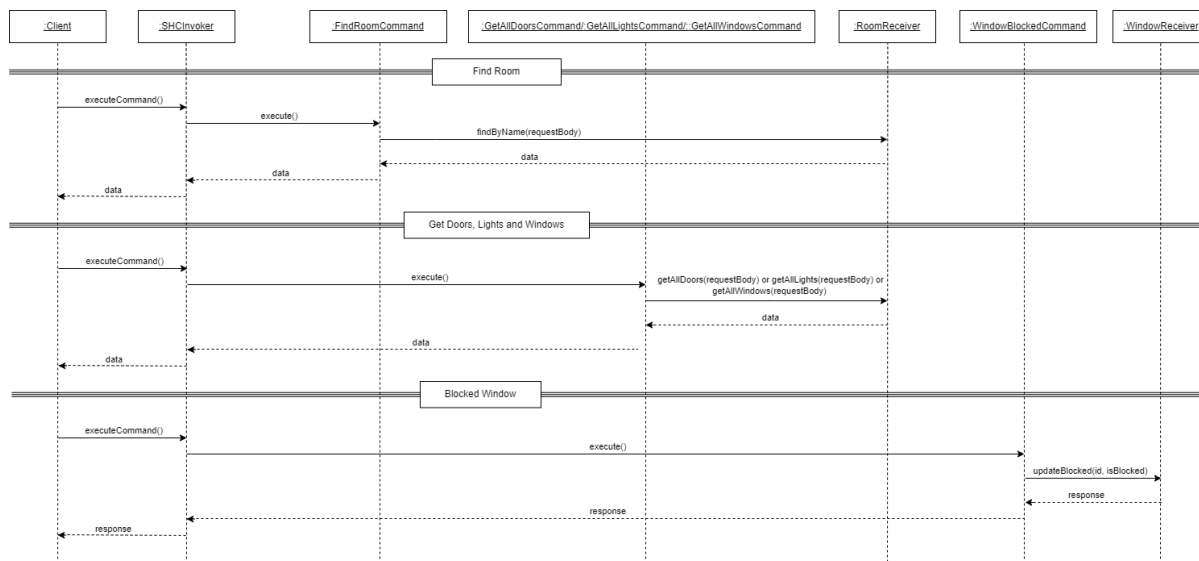 :Client
:SHCInvoker
:FindRoomCommand
:GetAllDoorsCommand/:GetAllLightsCommand/::GetAllWindowsCommand
:RoomReceiver
:WindowBlockedCommand
:WindowReceiver
Find Room
executeCommand()
execute()
findByName(requestBody)
data
data
data
Get Doors, Lights and Windows
executeCommand()
execute()
getAllDoors(requestBody) or getAllLights(requestBody) or
getAllWindows(requestBody)
data
data
data
Blocked Window
executeCommand()
execute()
updateBlocked(id, isBlocked)
response
response
response